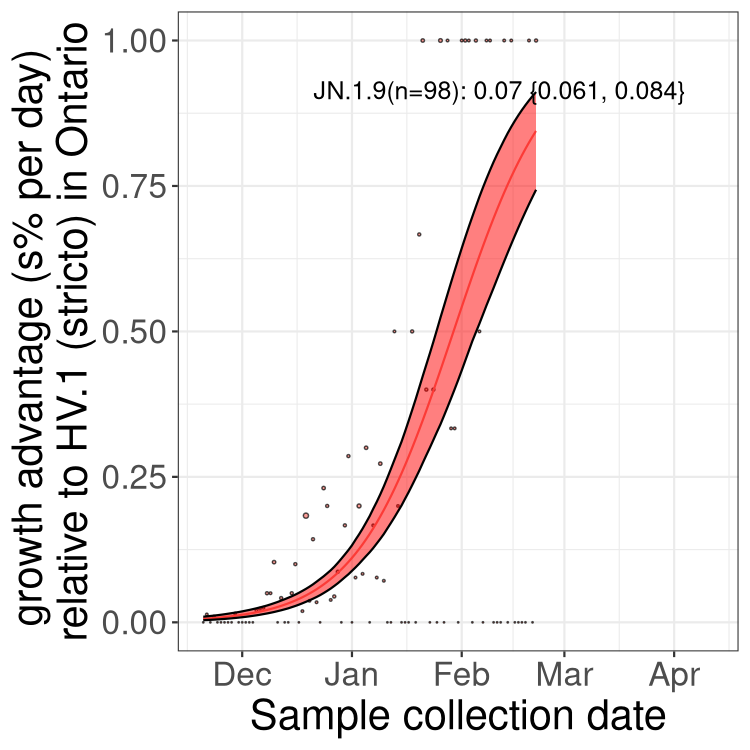 growth advantage (s% per day)
relative to HV.1 (stricto) in Ontario
1.00
0.75
0.50
0.25
0.00
JN.1.9(n=98): 0.07 {0.061, 0.084}
Dec Jan Feb Mar Apr
Sample collection date